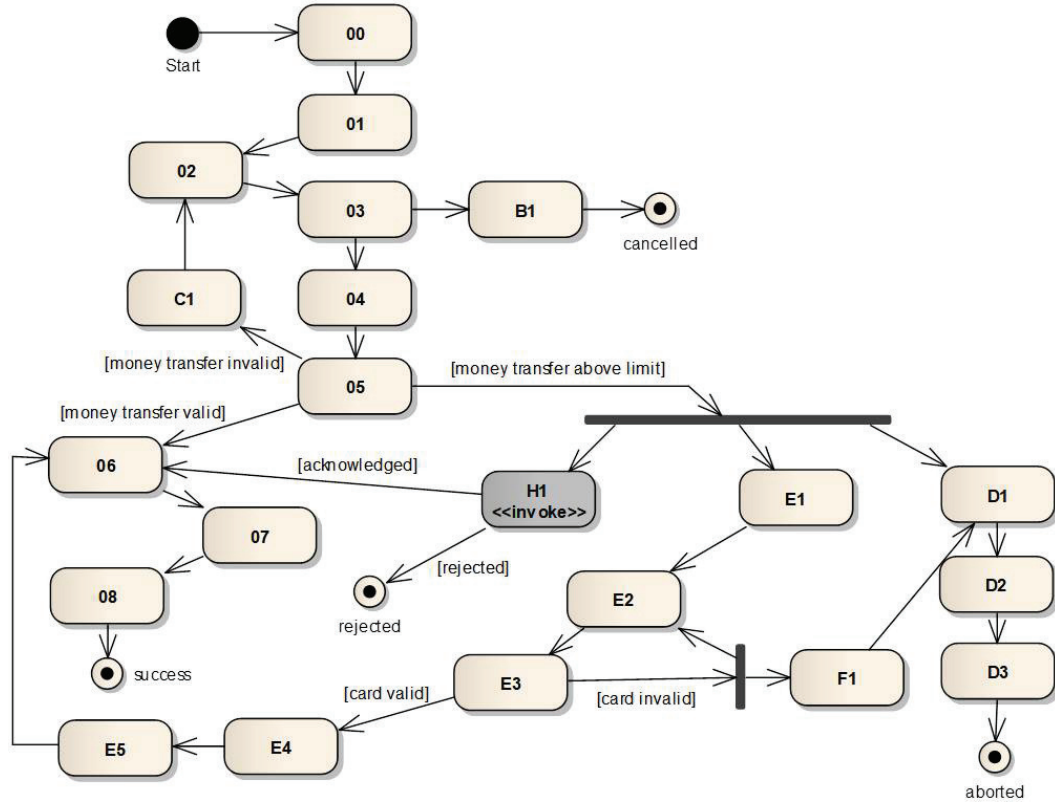 00
Start
01
02
03
B1
cancelled
C1
04
[money transfer invalid]
05
[money transfer above limit]
[money transfer valid]
06
[acknowledged]
H1
<<invoke>>
E1
D1
07
[rejected]
08
rejected
E2
D2
success
E3
[card valid]
[card invalid]
F1
D3
E5
E4
aborted